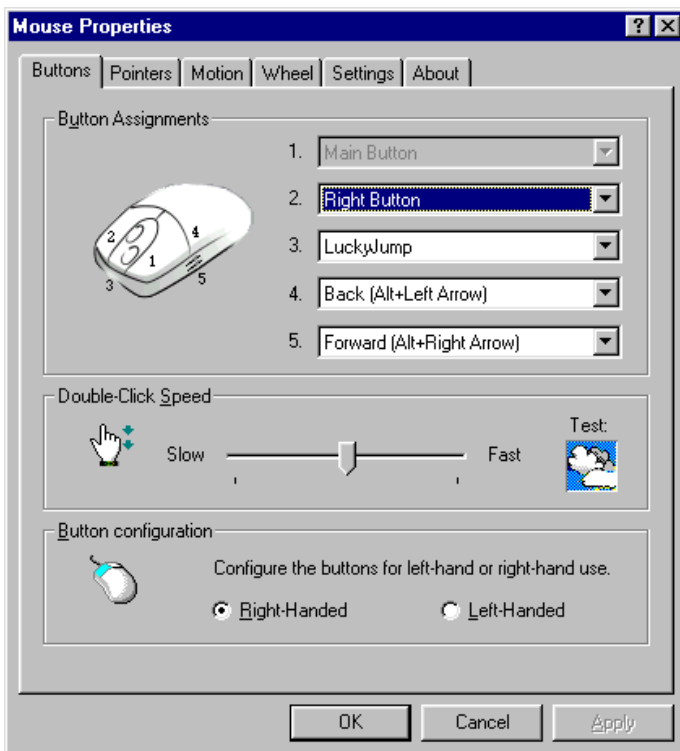 Mouse Properties
Buttons Pointers Motion Wheel Settings About
Button Assignments
1. Main Button
2. Right Button
3. LuckyJump
4. Back (Alt+Left Arrow)
5. Forward (Alt+Right Arrow)
2 4
1
3 5
Double-Click Speed
Test:
Slow Fast
Button configuration
Configure the buttons for left-hand or right-hand use.
Right-Handed Left-Handed
OK Cancel Apply